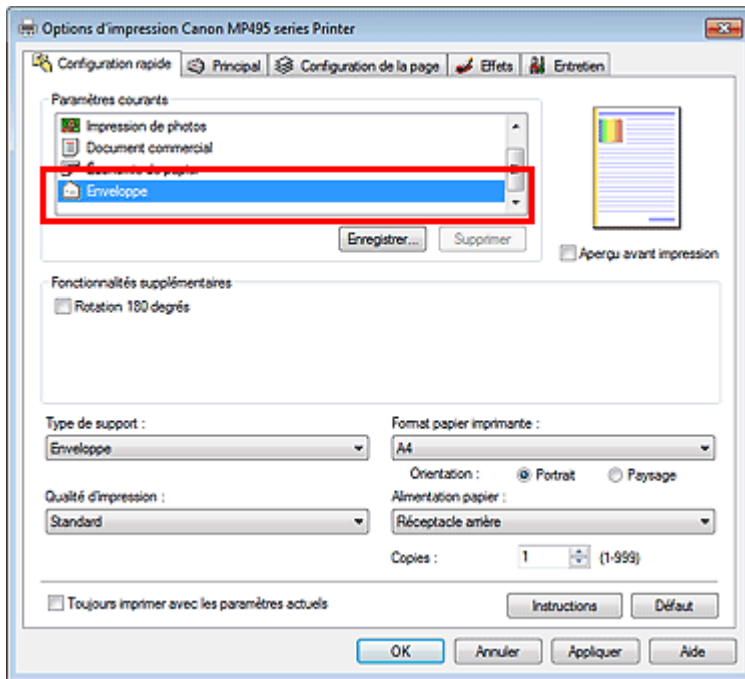 Options d'impression Canon MP495 series Printer
Configuration rapide Principal Configuration de la page Effets Entretien
Paramètres courants
Impression de photos
Document commercial
Économie de papier
Enveloppe
Enregistrer... Supprimer
Aperçu avant impression
Fonctionnalités supplémentaires
Rotation 180 degrés
Type de support : Format papier imprimante :
Enveloppe A4
Orientation : Portrait Paysage
Qualité d'impression : Alimentation papier :
Standard Réceptacle arrière
Copies : 1 (1-999)
Toujours imprimer avec les paramètres actuels Instructions Défaut
OK Annuler Appliquer Aide